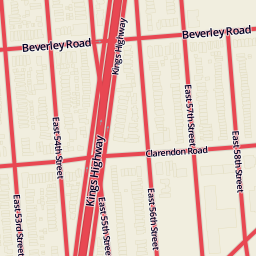 Kings Highway
Beverley Road
Beverley Road
East 54th Street
East 57th Street
East 58th Street
Kings Highway
Clarendon Road
East 53rd Street
East 55th Street
East 56th Street